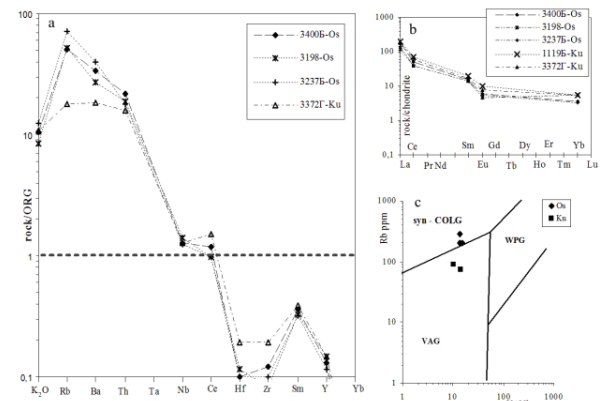 a
3400Б-Os
3198-Os
3237Б-Os
3372Г-Ku
100
10
1
0,1
rock/ORG
K2O Rb Ba Th Ta Nb Ce Hf Zr Sm Y Yb
b
3400Б-Os
3198-Os
3237Б-Os
1119Б-Ku
3372Г-Ku
1000
100
10
1
0,1
rock/chondrite
La Ce Pr Nd Sm Eu Gd Tb Dy Ho Er Tm Yb Lu
c
Os
Ku
1000
100
10
1
Rb ppm
syn - COLG
WPG
VAG
1 10 100 1000